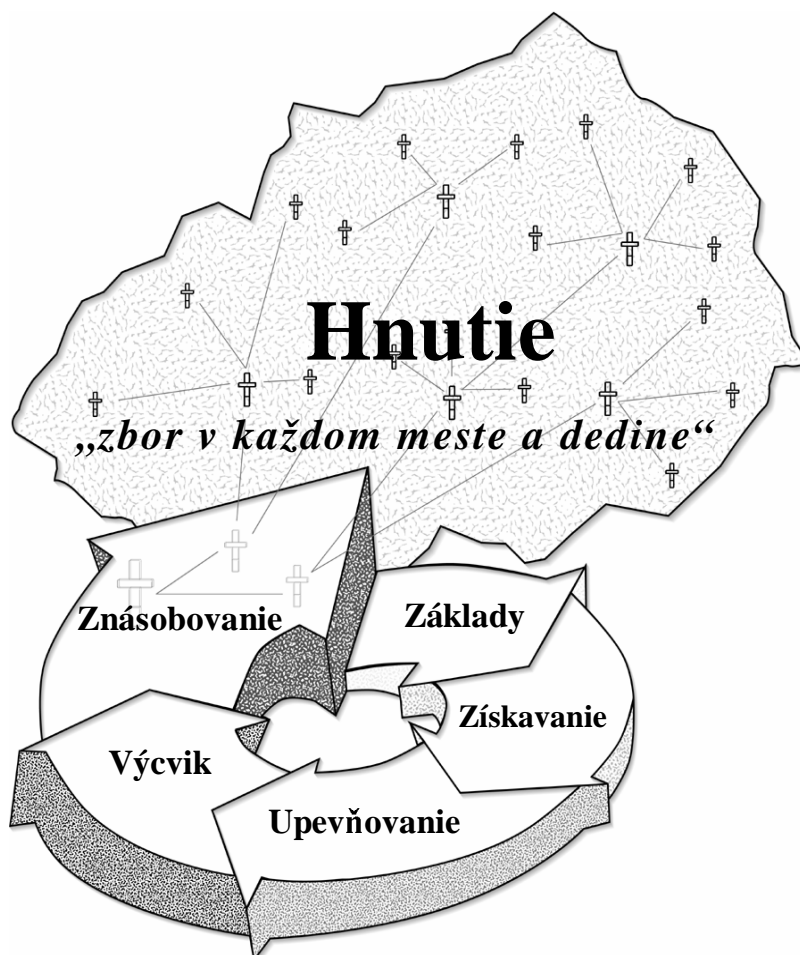 Hnutie
„zbor v každom meste a dedine“
Znásobovanie
Základy
Získavanie
Výcvik
Upevňovanie